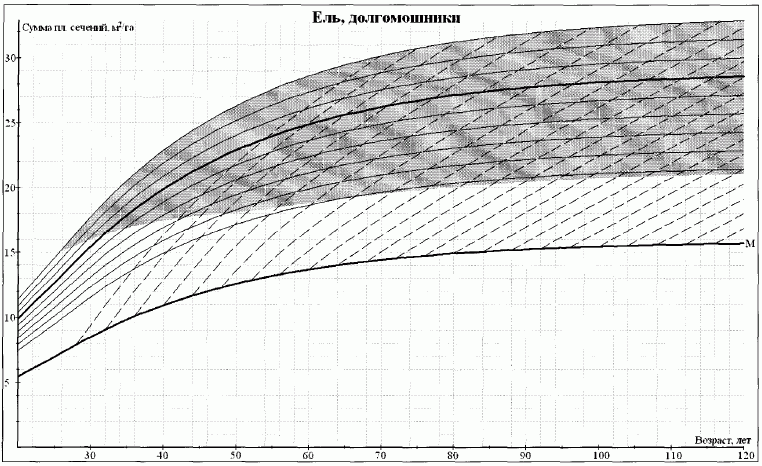 Ель, долгомошники
Сумма пл. сечений, м²/га
30
25
20
15
10
5
М
Возраст, лет
30 40 50 60 70 80 90 100 110 120